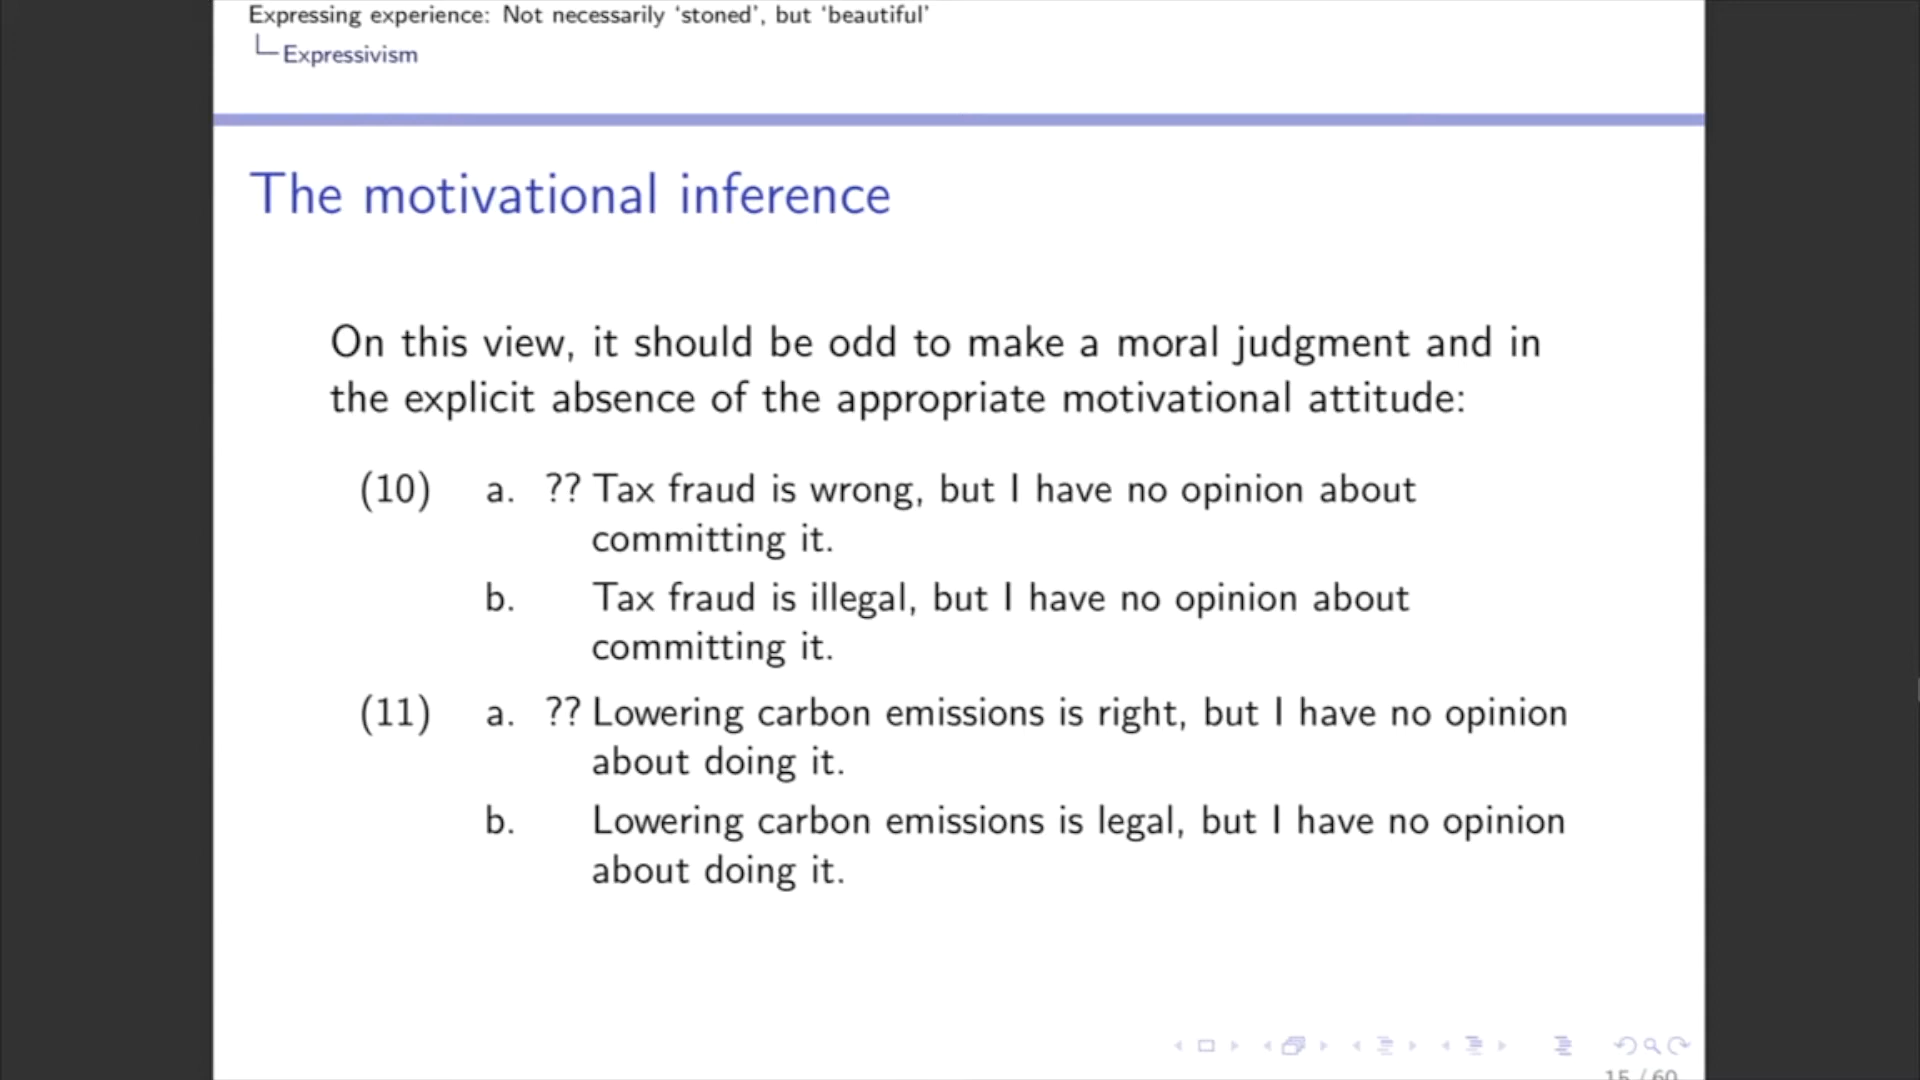 Expressing experience: Not necessarily ‘stoned’, but ‘beautiful’
Expressivism
The motivational inference
On this view, it should be odd to make a moral judgment and in
the explicit absence of the appropriate motivational attitude:
(10) a. ?? Tax fraud is wrong, but I have no opinion about
committing it.
b. Tax fraud is illegal, but I have no opinion about
committing it.
(11) a. ?? Lowering carbon emissions is right, but I have no opinion
about doing it.
b. Lowering carbon emissions is legal, but I have no opinion
about doing it.
15 / 60